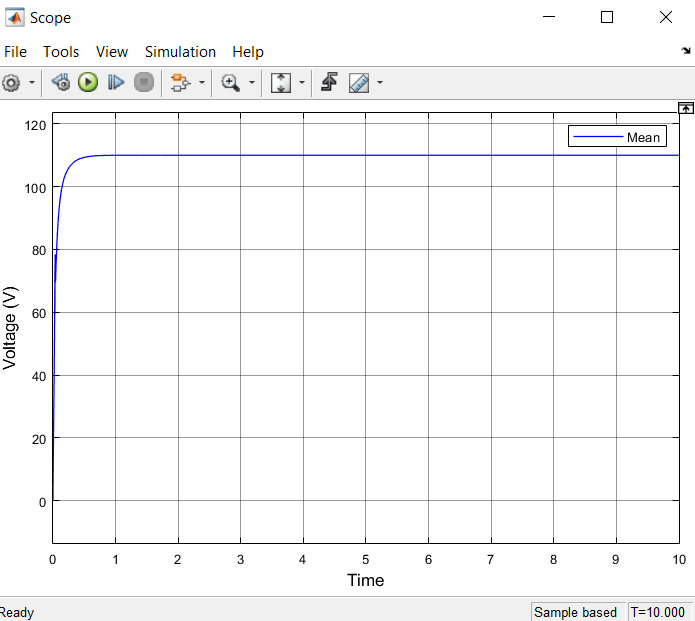 Scope
File Tools View Simulation Help
Mean
120
100
80
60
40
20
0
Voltage (V)
0 1 2 3 4 5 6 7 8 9 10
Time
Ready
Sample based T=10.000